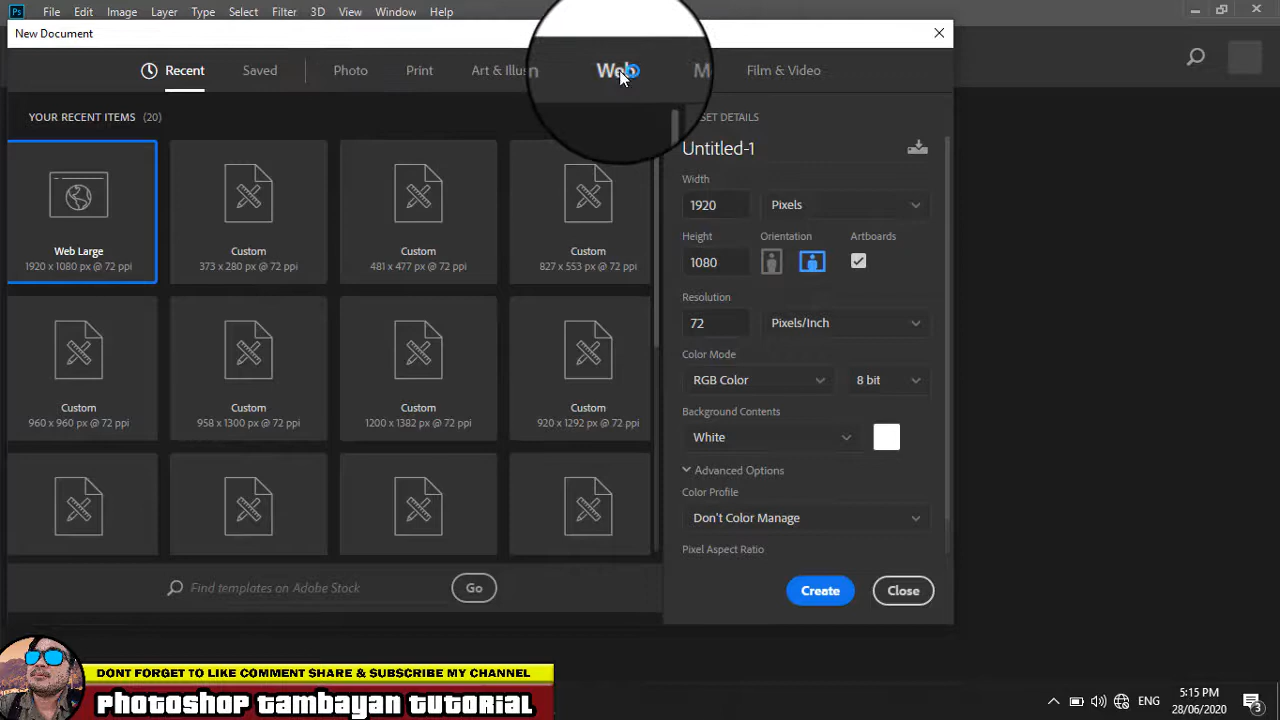 Ps File Edit Image Layer Type Select Filter 3D View Window Help
New Document
Recent Saved Photo Print Art & Illus n Web M Film & Video
YOUR RECENT ITEMS (20)
SET DETAILS
Untitled-1
Width
1920 Pixels
Height Orientation Artboards
1080
Resolution
72 Pixels/Inch
Color Mode
RGB Color 8 bit
Background Contents
White
Advanced Options
Color Profile
Don't Color Manage
Pixel Aspect Ratio
Create Close
Web Large
1920 x 1080 px @ 72 ppi
Custom
373 x 280 px @ 72 ppi
Custom
481 x 477 px @ 72 ppi
Custom
827 x 553 px @ 72 ppi
Custom
960 x 960 px @ 72 ppi
Custom
958 x 1300 px @ 72 ppi
Custom
1200 x 1382 px @ 72 ppi
Custom
920 x 1292 px @ 72 ppi
Find templates on Adobe Stock Go
DONT FORGET TO LIKE COMMENT SHARE & SUBSCRIBE MY CHANNEL
PHOTOSHOP TAMBAYAN TUTORIAL
ENG
5:15 PM
28/06/2020
3